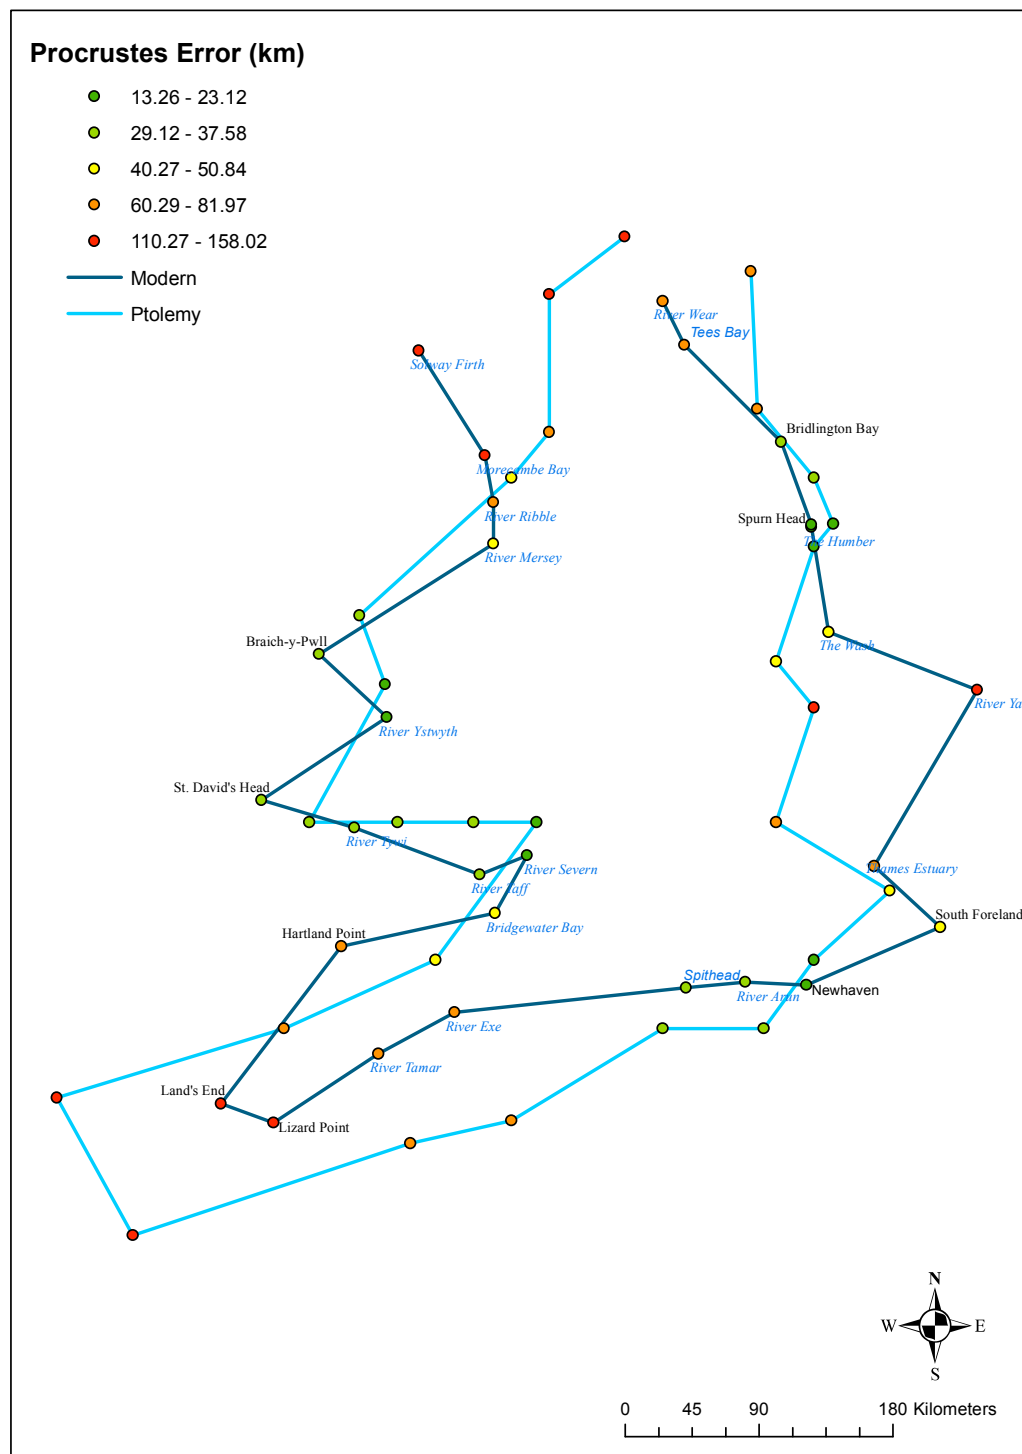 Procrustes Error (km)
13.26 - 23.12
29.12 - 37.58
40.27 - 50.84
60.29 - 81.97
110.27 - 158.02
Modern
Ptolemy
River Wear
Tees Bay
Solway Firth
Bridlington Bay
Morecambe Bay
River Ribble
Spurn Head
The Humber
River Mersey
Braich-y-Pwll
The Wash
River Ya
River Ystwyth
St. David's Head
River Tywi
River Severn
Thames Estuary
River Taff
South Foreland
Bridgewater Bay
Hartland Point
Spithead
River Arun
Newhaven
River Exe
River Tamar
Land's End
Lizard Point
N
W
E
S
0 45 90 180 Kilometers